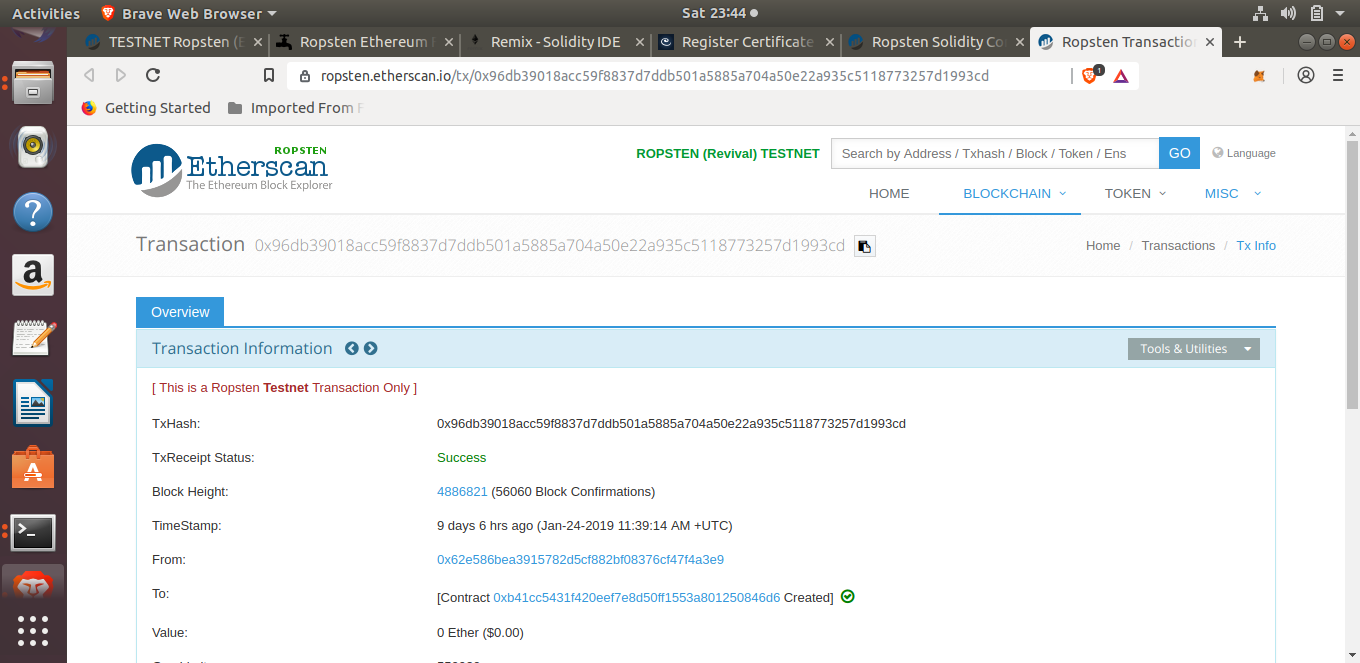 Activities Brave Web Browser Sat 23:44
TESTNET Ropsten (E Ropsten Ethereum F Remix - Solidity IDE Register Certificate Ropsten Solidity Co Ropsten Transaction
ropsten.etherscan.io/tx/0x96db39018acc59f8837d7ddb501a5885a704a50e22a935c5118773257d1993cd 1
Getting Started Imported From F
ROPSTEN
Etherscan
The Ethereum Block Explorer
ROPSTEN (Revival) TESTNET Search by Address / Txhash / Block / Token / Ens GO Language
HOME BLOCKCHAIN TOKEN MISC
Transaction 0x96db39018acc59f8837d7ddb501a5885a704a50e22a935c5118773257d1993cd Home / Transactions / Tx Info
Overview
Transaction Information Tools & Utilities
[ This is a Ropsten Testnet Transaction Only ]
TxHash: 0x96db39018acc59f8837d7ddb501a5885a704a50e22a935c5118773257d1993cd
TxReceipt Status: Success
Block Height: 4886821 (56060 Block Confirmations)
TimeStamp: 9 days 6 hrs ago (Jan-24-2019 11:39:14 AM +UTC)
From: 0x62e586bea3915782d5cf882bf08376cf47f4a3e9
To: [Contract 0xb41cc5431f420eef7e8d50ff1553a801250846d6 Created]
Value: 0 Ether ($0.00)